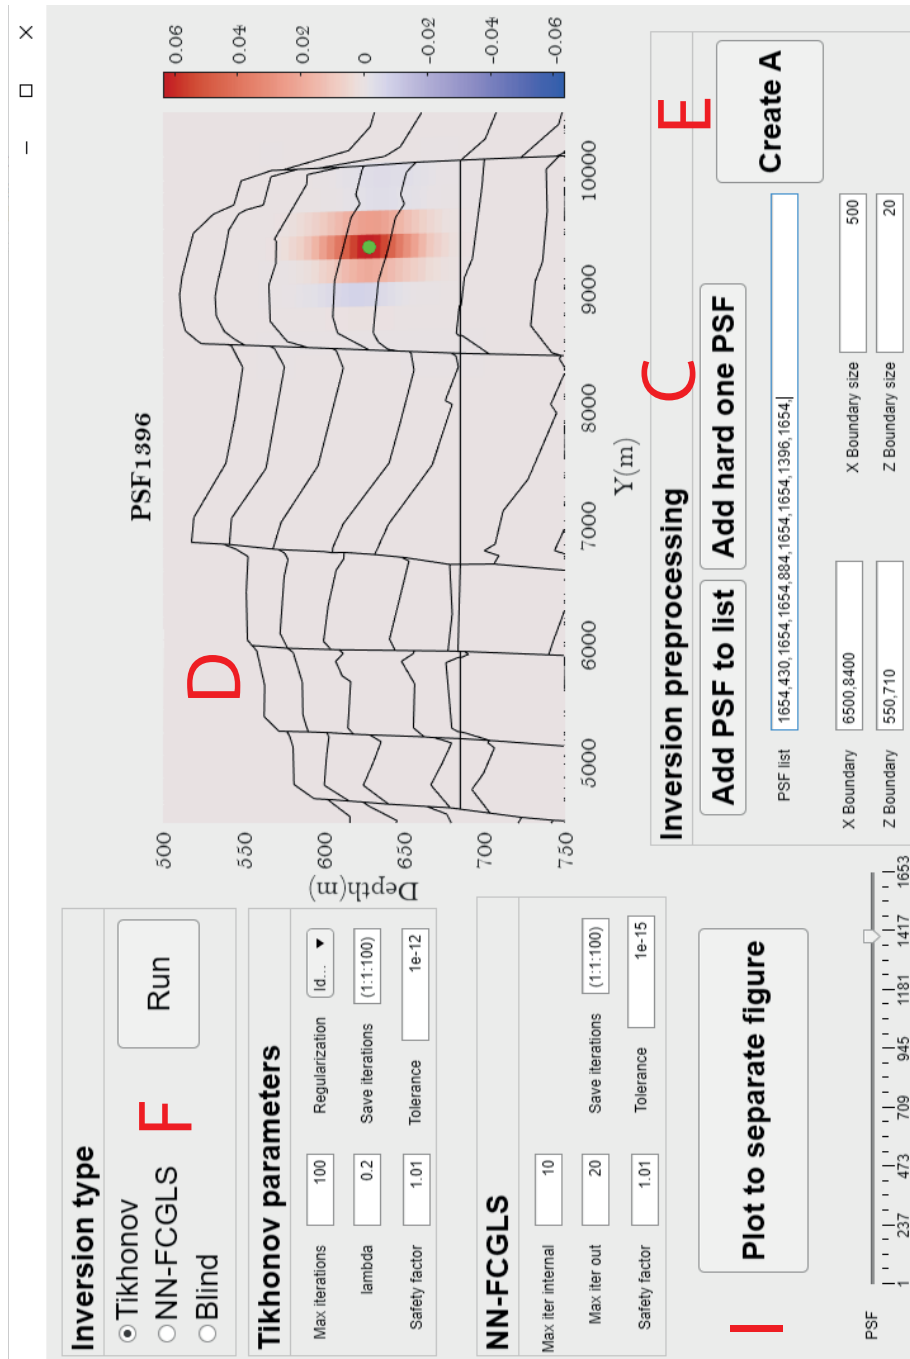 Inversion type
Tikhonov
NN-FCGLS
Blind
F
Run
Tikhonov parameters
Max iterations 100 Regularization Id... ▼
lambda 0.2 Save iterations (1:1:100)
Safety factor 1.01 Tolerance 1e-12
NN-FCGLS
Max iter internal 10
Max iter out 20 Save iterations (1:1:100)
Safety factor 1.01 Tolerance 1e-15
I
Plot to separate figure
PSF
1 237 473 709 945 1181 1417 1653
D
PSF1396
500
550
600
650
700
750
Depth(m)
5000 6000 7000 8000 9000 10000
Y(m)
0.06
0.04
0.02
0
-0.02
-0.04
-0.06
Inversion preprocessing
C
E
Add PSF to list Add hard one PSF Create A
PSF list 1654,430,1654,1654,884,1654,1654,1396,1654,
X Boundary 6500,8400 X Boundary size 500
Z Boundary 550,710 Z Boundary size 20